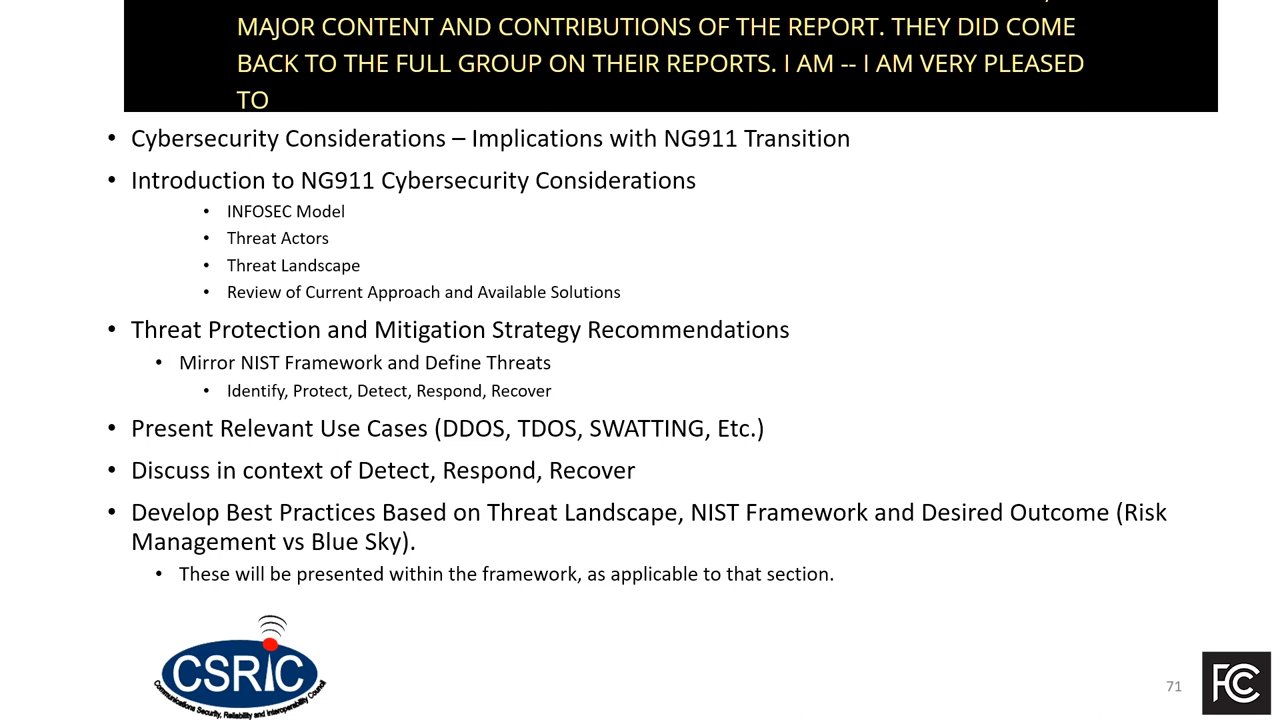 MAJOR CONTENT AND CONTRIBUTIONS OF THE REPORT. THEY DID COME
BACK TO THE FULL GROUP ON THEIR REPORTS. I AM -- I AM VERY PLEASED
TO
• Cybersecurity Considerations – Implications with NG911 Transition
• Introduction to NG911 Cybersecurity Considerations
• INFOSEC Model
• Threat Actors
• Threat Landscape
• Review of Current Approach and Available Solutions
• Threat Protection and Mitigation Strategy Recommendations
• Mirror NIST Framework and Define Threats
• Identify, Protect, Detect, Respond, Recover
• Present Relevant Use Cases (DDOS, TDOS, SWATTING, Etc.)
• Discuss in context of Detect, Respond, Recover
• Develop Best Practices Based on Threat Landscape, NIST Framework and Desired Outcome (Risk
Management vs Blue Sky).
• These will be presented within the framework, as applicable to that section.
CSRIC
Communications Security, Reliability and Interoperability Council
71
FCC